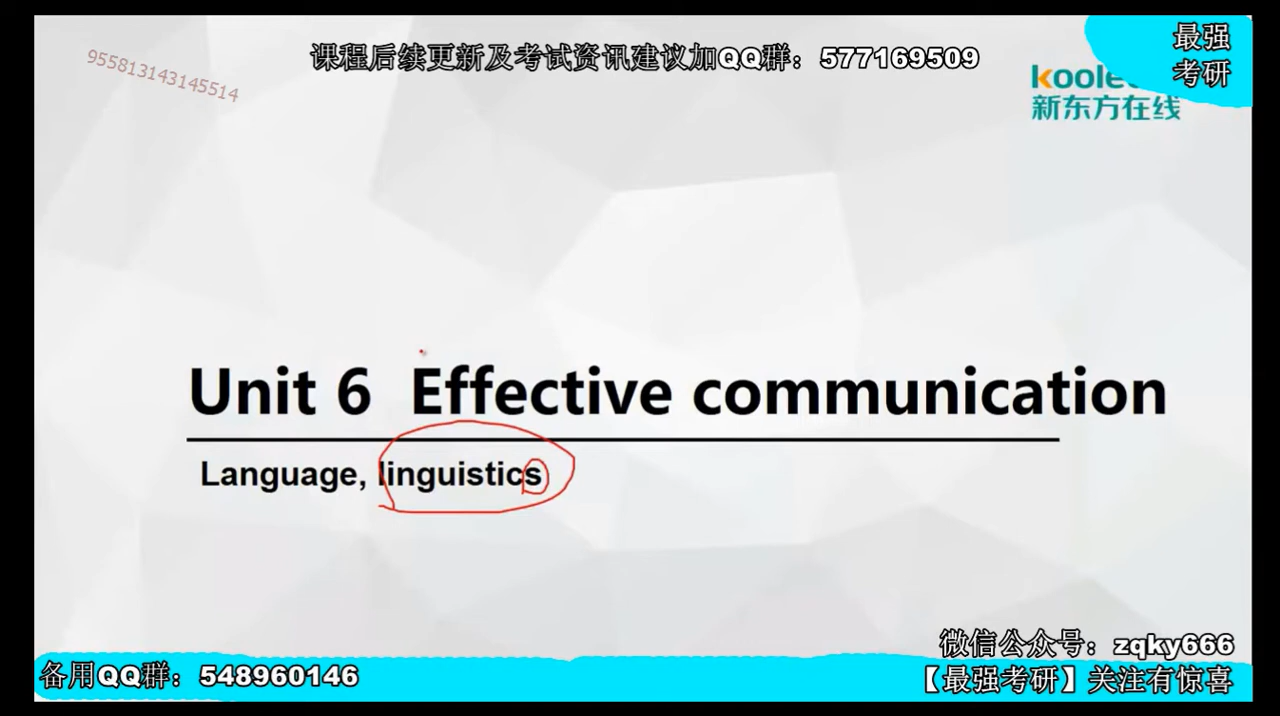 课程后续更新及考试资讯建议加QQ群：577169509
最强
考研
955813143145514
koole
新东方在线
Unit 6 Effective communication
Language, linguistics
微信公众号：zqky666
备用QQ群：548960146
【最强考研】关注有惊喜